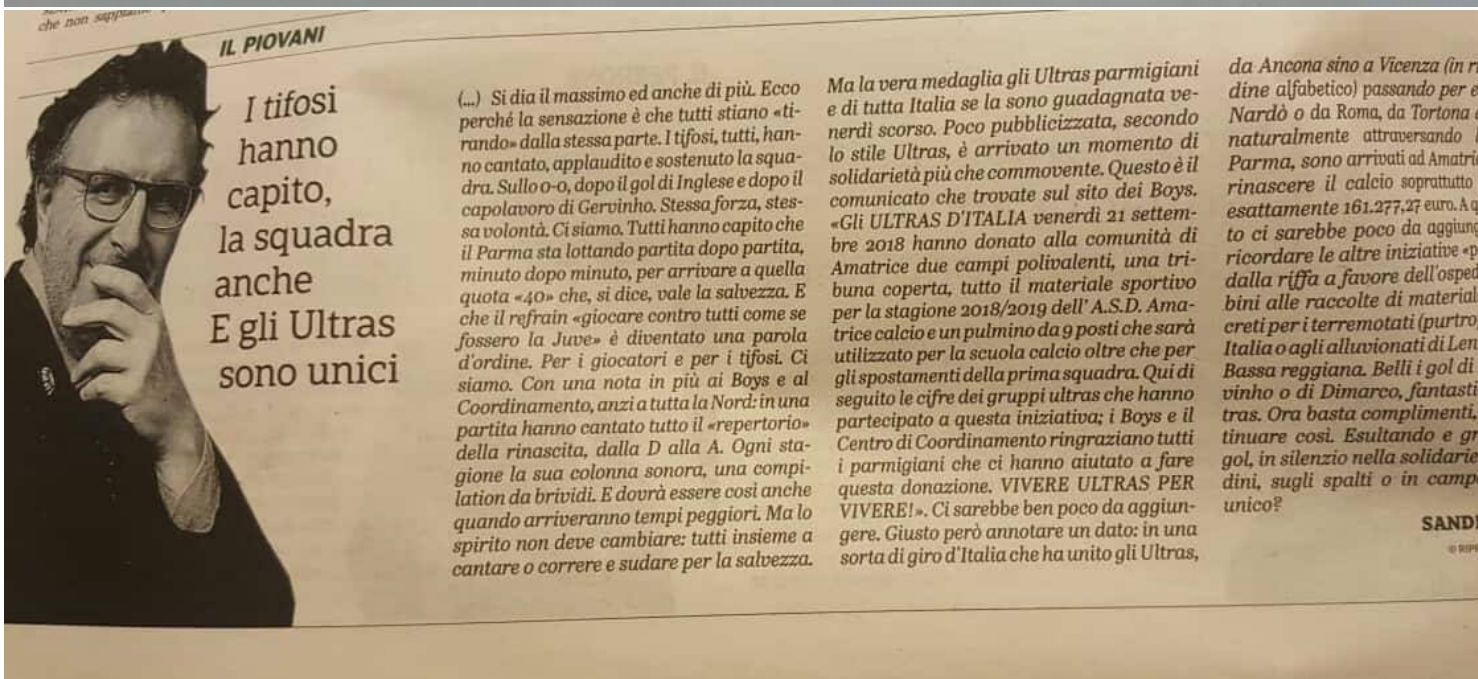 che non sappiamo
IL PIOVANI
I tifosi
hanno
capito,
la squadra
anche
E gli Ultras
sono unici
(...) Si dia il massimo ed anche di più. Ecco
perché la sensazione è che tutti stiano «ti-
rando» dalla stessa parte. I tifosi, tutti, han-
no cantato, applaudito e sostenuto la squa-
dra. Sullo 0-0, dopo il gol di Inglese e dopo il
capolavoro di Gervinho. Stessa forza, stes-
sa volontà. Ci siamo. Tutti hanno capito che
il Parma sta lottando partita dopo partita,
minuto dopo minuto, per arrivare a quella
quota «40» che, si dice, vale la salvezza. E
che il refrain «giocare contro tutti come se
fossero la Juve» è diventato una parola
d'ordine. Per i giocatori e per i tifosi. Ci
siamo. Con una nota in più ai Boys e al
Coordinamento, anzi a tutta la Nord: in una
partita hanno cantato tutto il «repertorio»
della rinascita, dalla D alla A. Ogni sta-
gione la sua colonna sonora, una compi-
lation da brividi. E dovrà essere così anche
quando arriveranno tempi peggiori. Ma lo
spirito non deve cambiare: tutti insieme a
cantare o correre e sudare per la salvezza.
Ma la vera medaglia gli Ultras parmigiani
e di tutta Italia se la sono guadagnata ve-
nerdì scorso. Poco pubblicizzata, secondo
lo stile Ultras, è arrivato un momento di
solidarietà più che commovente. Questo è il
comunicato che trovate sul sito dei Boys.
«Gli ULTRAS D'ITALIA venerdì 21 settem-
bre 2018 hanno donato alla comunità di
Amatrice due campi polivalenti, una tri-
buna coperta, tutto il materiale sportivo
per la stagione 2018/2019 dell' A.S.D. Ama-
trice calcio e un pulmino da 9 posti che sarà
utilizzato per la scuola calcio oltre che per
gli spostamenti della prima squadra. Qui di
seguito le cifre dei gruppi ultras che hanno
partecipato a questa iniziativa; i Boys e il
Centro di Coordinamento ringraziano tutti
i parmigiani che ci hanno aiutato a fare
questa donazione. VIVERE ULTRAS PER
VIVERE!». Ci sarebbe ben poco da aggiun-
gere. Giusto però annotare un dato: in una
sorta di giro d'Italia che ha unito gli Ultras,
da Ancona sino a Vicenza (in r
dine alfabetico) passando per e
Nardò o da Roma, da Tortona
naturalmente attraversando
Parma, sono arrivati ad Amatric
rinascere il calcio soprattutto
esattamente 161.277,27 euro. A q
to ci sarebbe poco da aggiung
ricordare le altre iniziative «p
dalla riffa a favore dell'osped
bini alle raccolte di material
creti per i terremotati (purtro
Italia o agli alluvionati di Len
Bassa reggiana. Belli i gol di
vinho o di Dimarco, fantasti
tras. Ora basta complimenti,
tinuare così. Esultando e gr
gol, in silenzio nella solidarie
dini, sugli spalti o in camp
unico?
SAND
© RIP